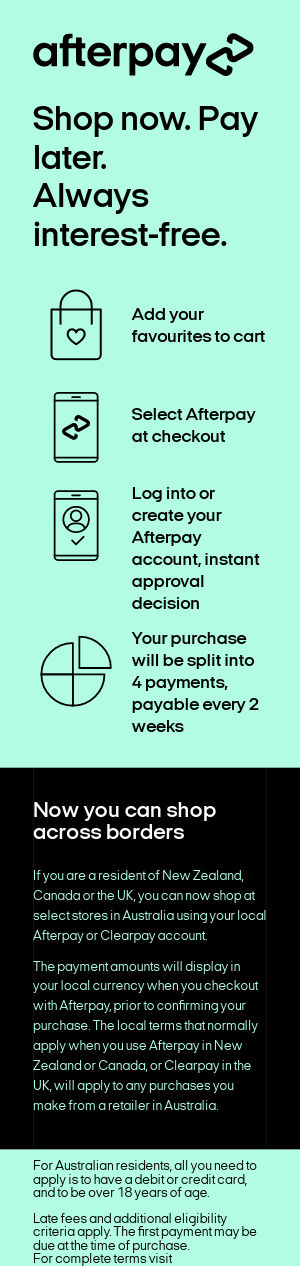 afterpay
Shop now. Pay
later.
Always
interest-free.
Add your
favourites to cart
Select Afterpay
at checkout
Log into or
create your
Afterpay
account, instant
approval
decision
Your purchase
will be split into
4 payments,
payable every 2
weeks
Now you can shop
across borders
If you are a resident of New Zealand,
Canada or the UK, you can now shop at
select stores in Australia using your local
Afterpay or Clearpay account.
The payment amounts will display in
your local currency when you checkout
with Afterpay, prior to confirming your
purchase. The local terms that normally
apply when you use Afterpay in New
Zealand or Canada, or Clearpay in the
UK, will apply to any purchases you
make from a retailer in Australia.
For Australian residents, all you need to
apply is to have a debit or credit card,
and to be over 18 years of age.
Late fees and additional eligibility
criteria apply. The first payment may be
due at the time of purchase.
For complete terms visit